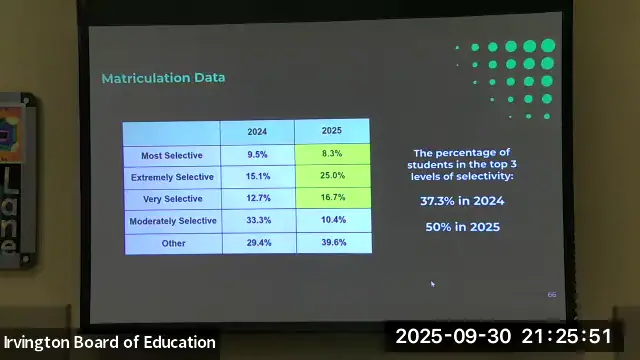 Matriculation Data
2024 2025
Most Selective 9.5% 8.3%
Extremely Selective 15.1% 25.0%
Very Selective 12.7% 16.7%
Moderately Selective 33.3% 10.4%
Other 29.4% 39.6%
The percentage of
students in the top 3
levels of selectivity:
37.3% in 2024
50% in 2025
66
Lane
Irvington Board of Education
2025-09-30 21:25:51